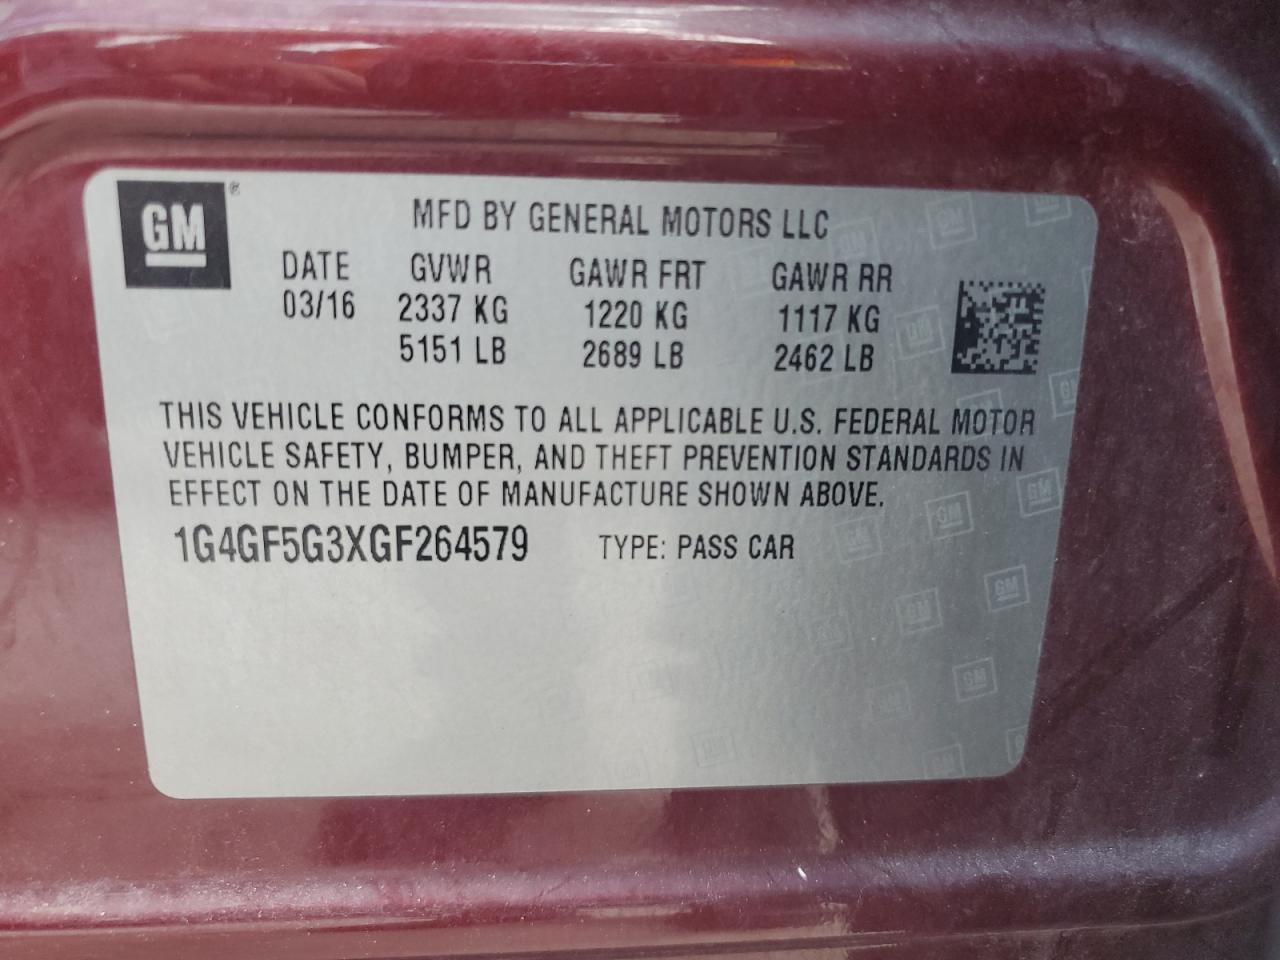 GM®
MFD BY GENERAL MOTORS LLC
DATE GVWR GAWR FRT GAWR RR
03/16 2337 KG 1220 KG 1117 KG
5151 LB 2689 LB 2462 LB
THIS VEHICLE CONFORMS TO ALL APPLICABLE U.S. FEDERAL MOTOR
VEHICLE SAFETY, BUMPER, AND THEFT PREVENTION STANDARDS IN
EFFECT ON THE DATE OF MANUFACTURE SHOWN ABOVE.
1G4GF5G3XGF264579 TYPE: PASS CAR